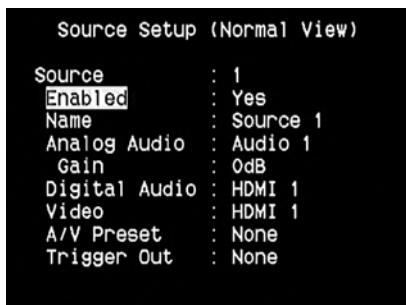 Source Setup (Normal View)
Source : 1
Enabled : Yes
Name : Source 1
Analog Audio : Audio 1
Gain : 0dB
Digital Audio : HDMI 1
Video : HDMI 1
A/V Preset : None
Trigger Out : None